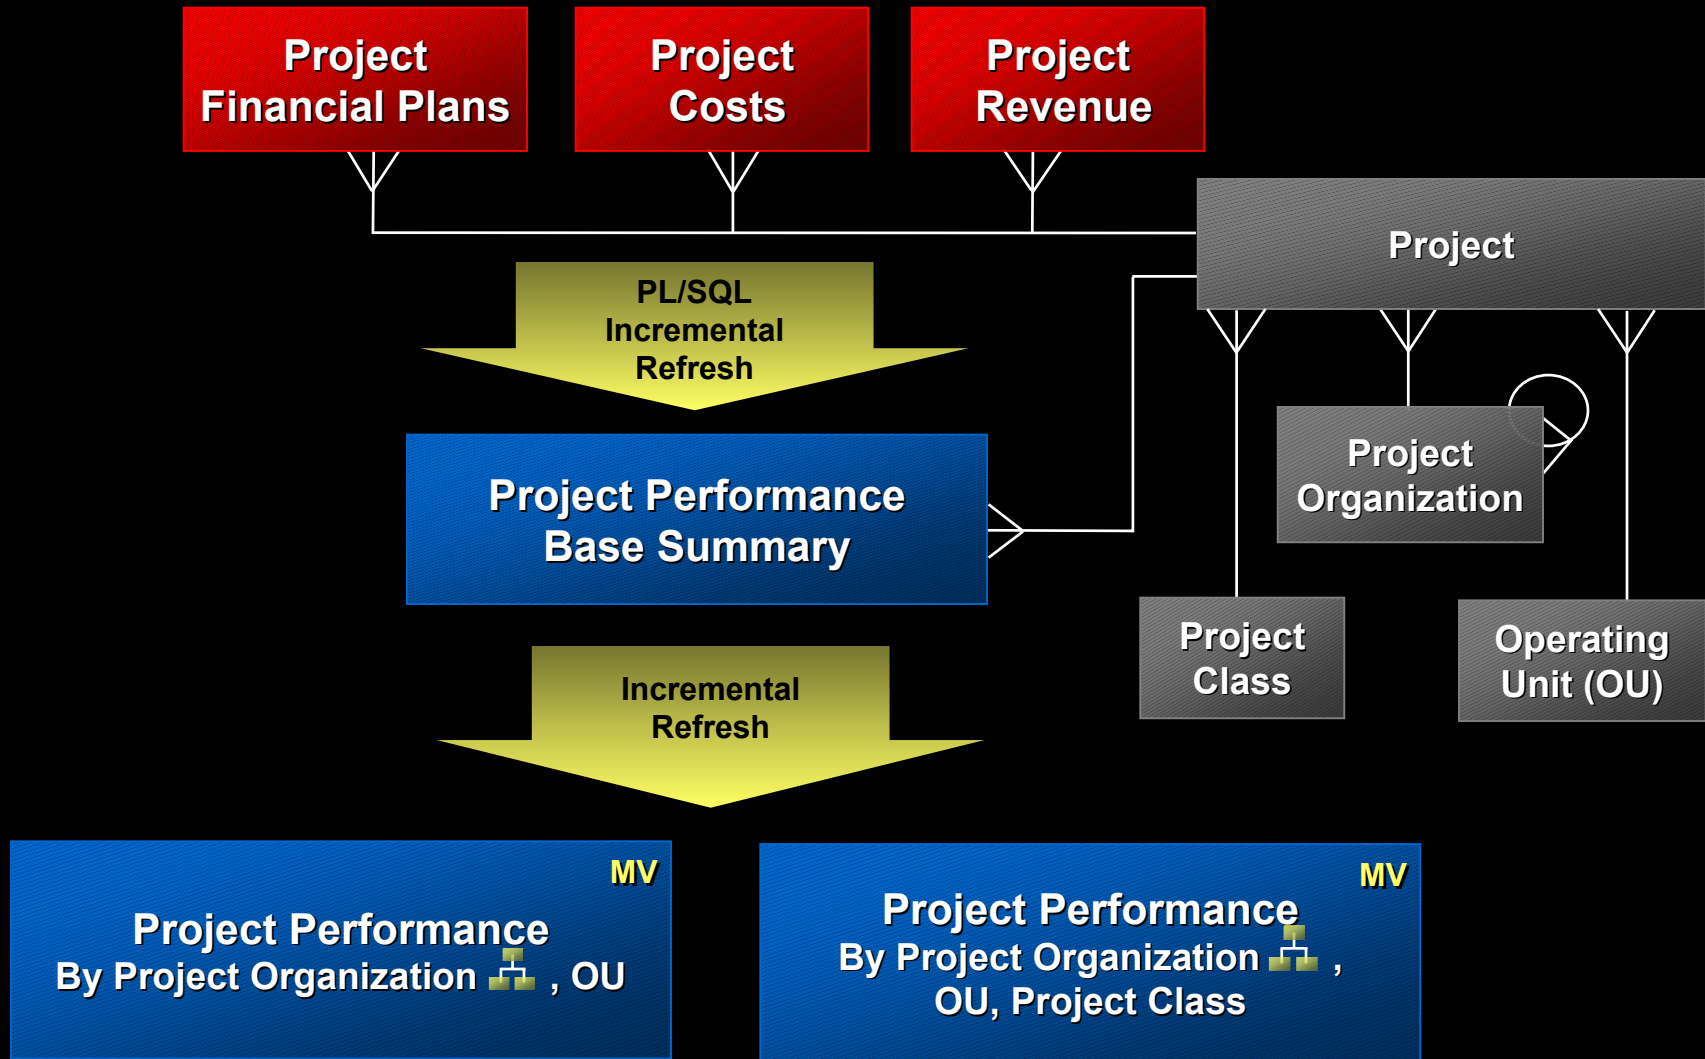 Project
Financial Plans
Project
Costs
Project
Revenue
Project
PL/SQL
Incremental
Refresh
Project
Organization
Project Performance
Base Summary
Project
Class
Operating
Unit (OU)
Incremental
Refresh
MV
Project Performance
By Project Organization , OU
MV
Project Performance
By Project Organization ,
OU, Project Class